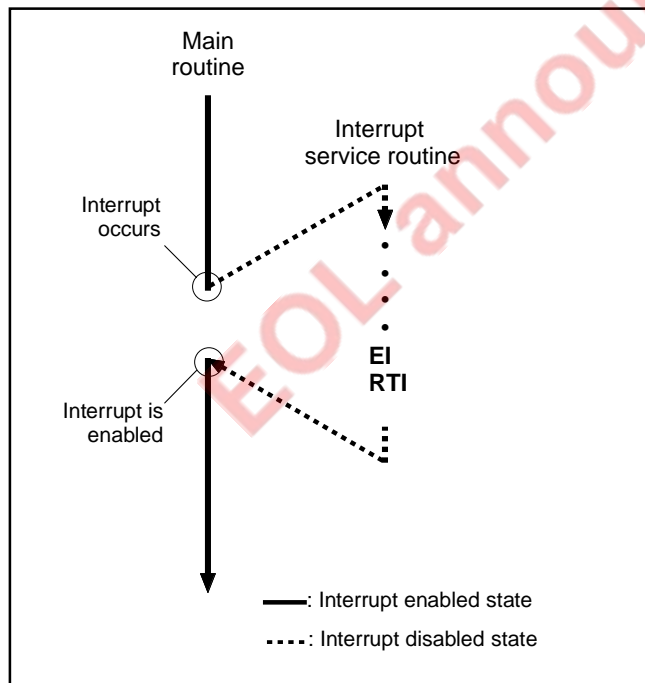 Main
routine
Interrupt
service routine
Interrupt
occurs
EI
RTI
Interrupt is
enabled
: Interrupt enabled state
: Interrupt disabled state
EOL annou